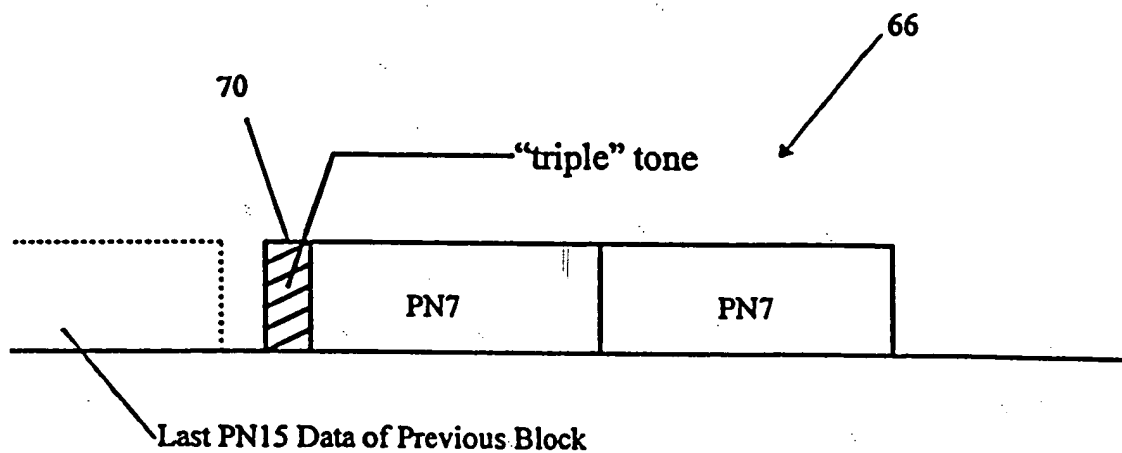 66
70
“triple” tone
PN7
PN7
Last PN15 Data of Previous Block